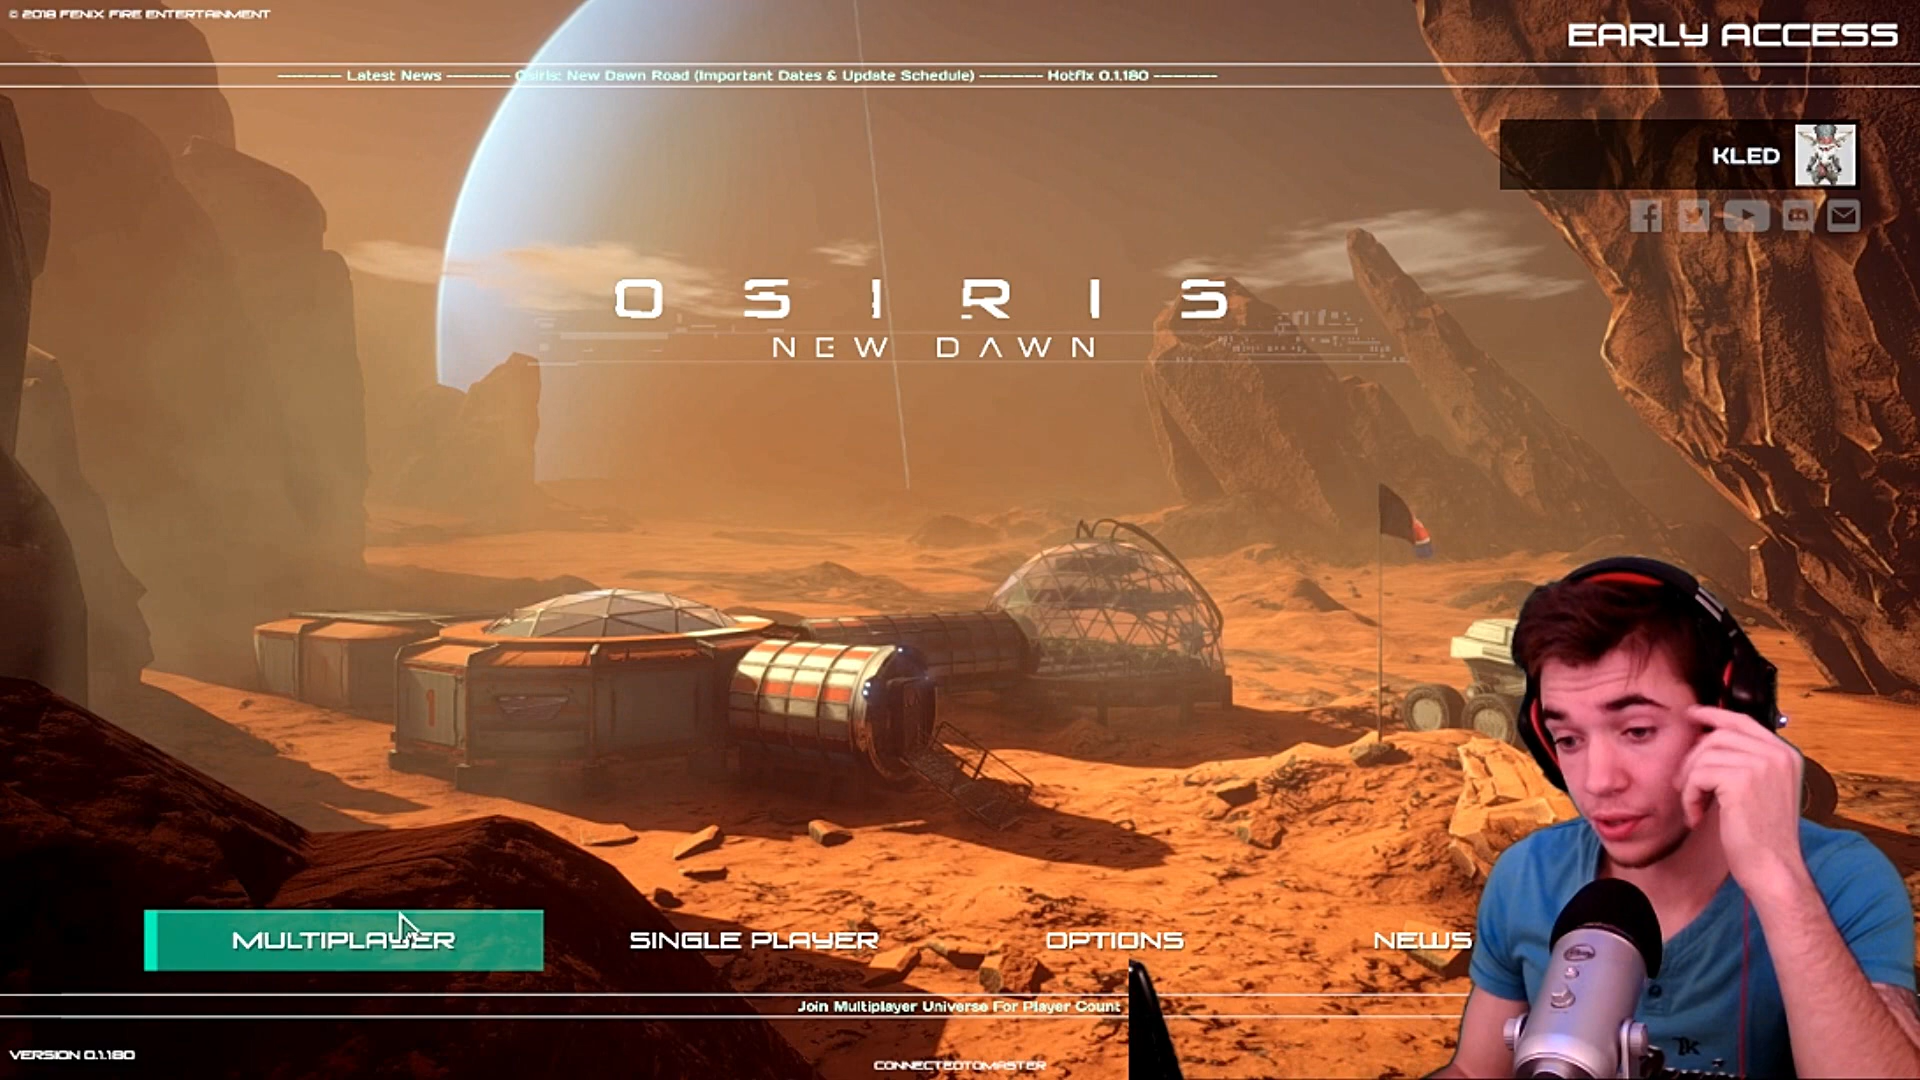 © 2018 FENIX FIRE ENTERTAINMENT
EARLY ACCESS
Latest News Osiris: New Dawn Road (Important Dates & Update Schedule) Hotfix 0.1.180
KLED
OSIRIS
NEW DAWN
1
MULTIPLAYER SINGLE PLAYER OPTIONS NEWS
Join Multiplayer Universe For Player Count
VERSION 0.1.180
CONNECTEDTOMASTER